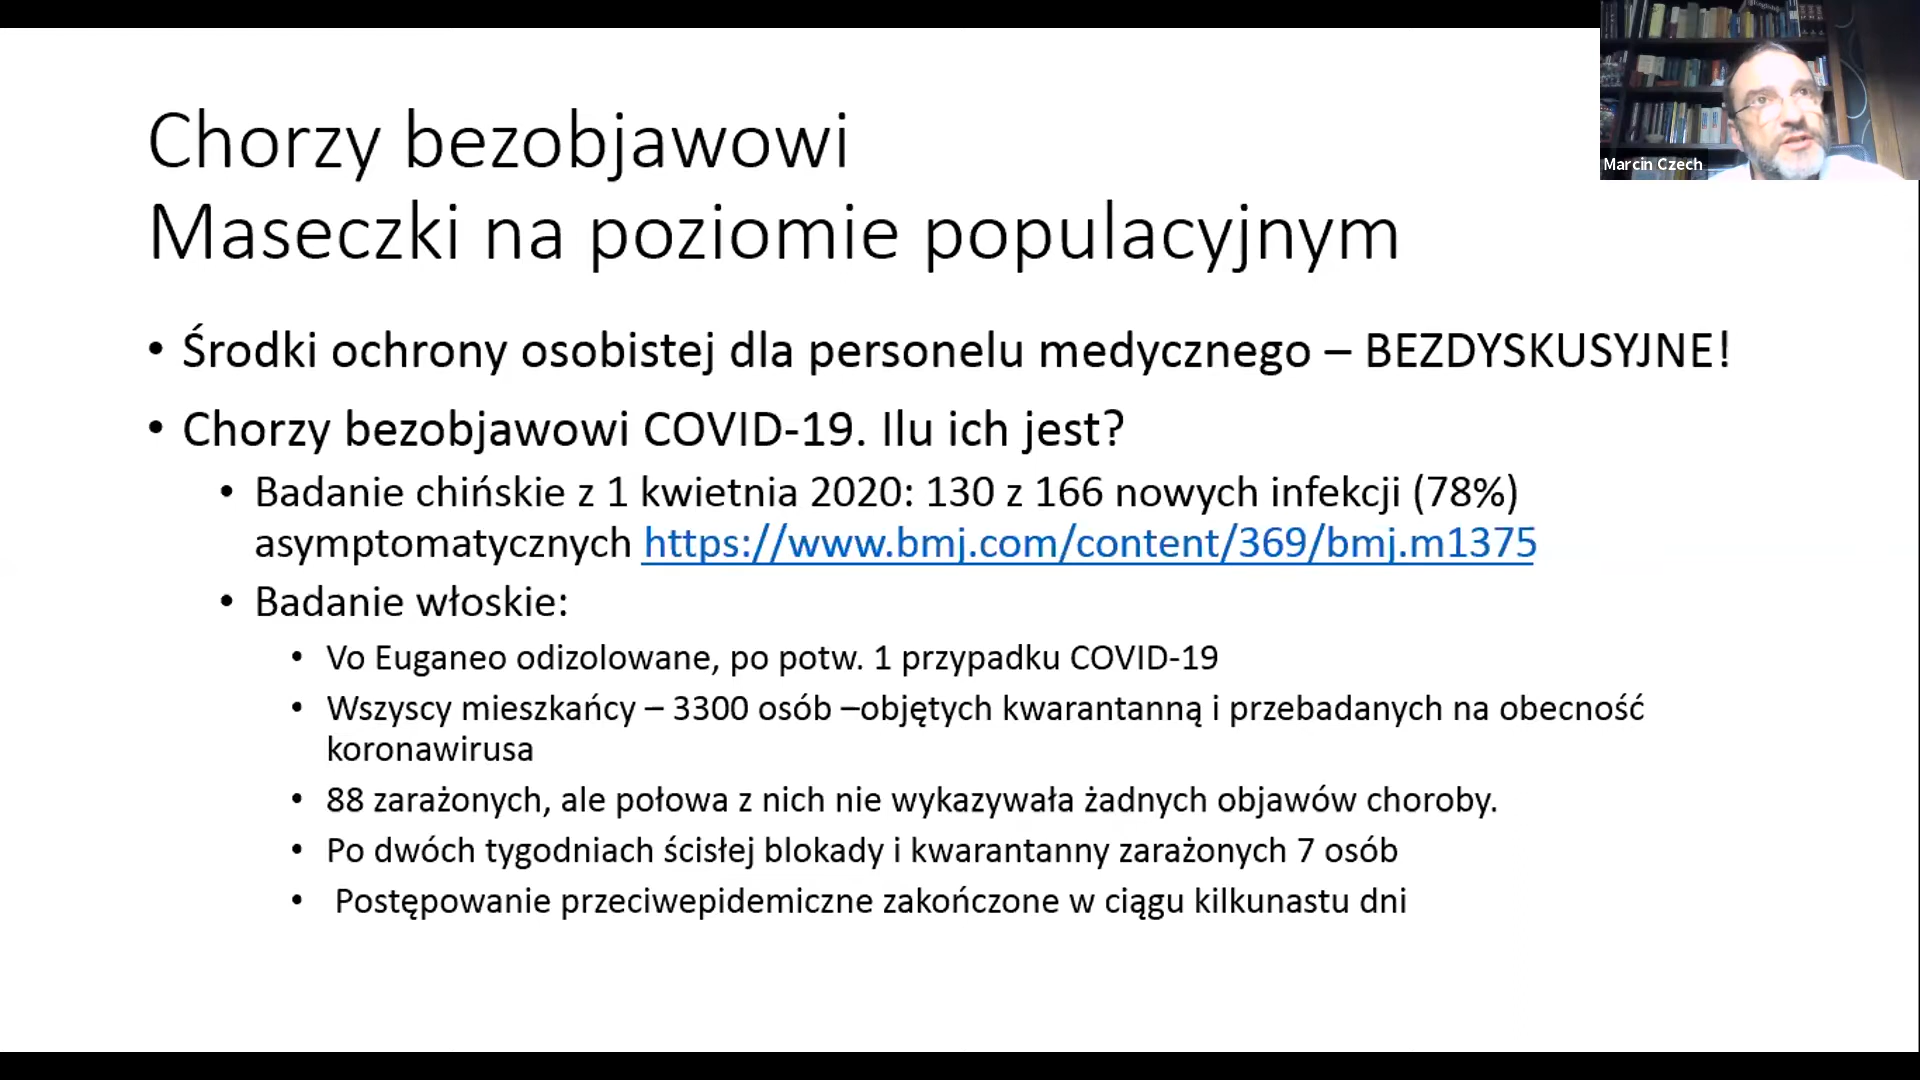 Chorzy bezobjawowi
Maseczki na poziomie populacyjnym
Marcin Czech
• Środki ochrony osobistej dla personelu medycznego – BEZDYSKUSYJNE!
• Chorzy bezobjawowi COVID-19. Ilu ich jest?
• Badanie chińskie z 1 kwietnia 2020: 130 z 166 nowych infekcji (78%)
asymptomatycznych https://www.bmj.com/content/369/bmj.m1375
• Badanie włoskie:
• Vo Euganeo odizolowane, po potw. 1 przypadku COVID-19
• Wszyscy mieszkańcy – 3300 osób –objętych kwarantanną i przebadanych na obecność
koronawirusa
• 88 zarażonych, ale połowa z nich nie wykazywała żadnych objawów choroby.
• Po dwóch tygodniach ścisłej blokady i kwarantanny zarażonych 7 osób
• Postępowanie przeciwepidemiczne zakończone w ciągu kilkunastu dni